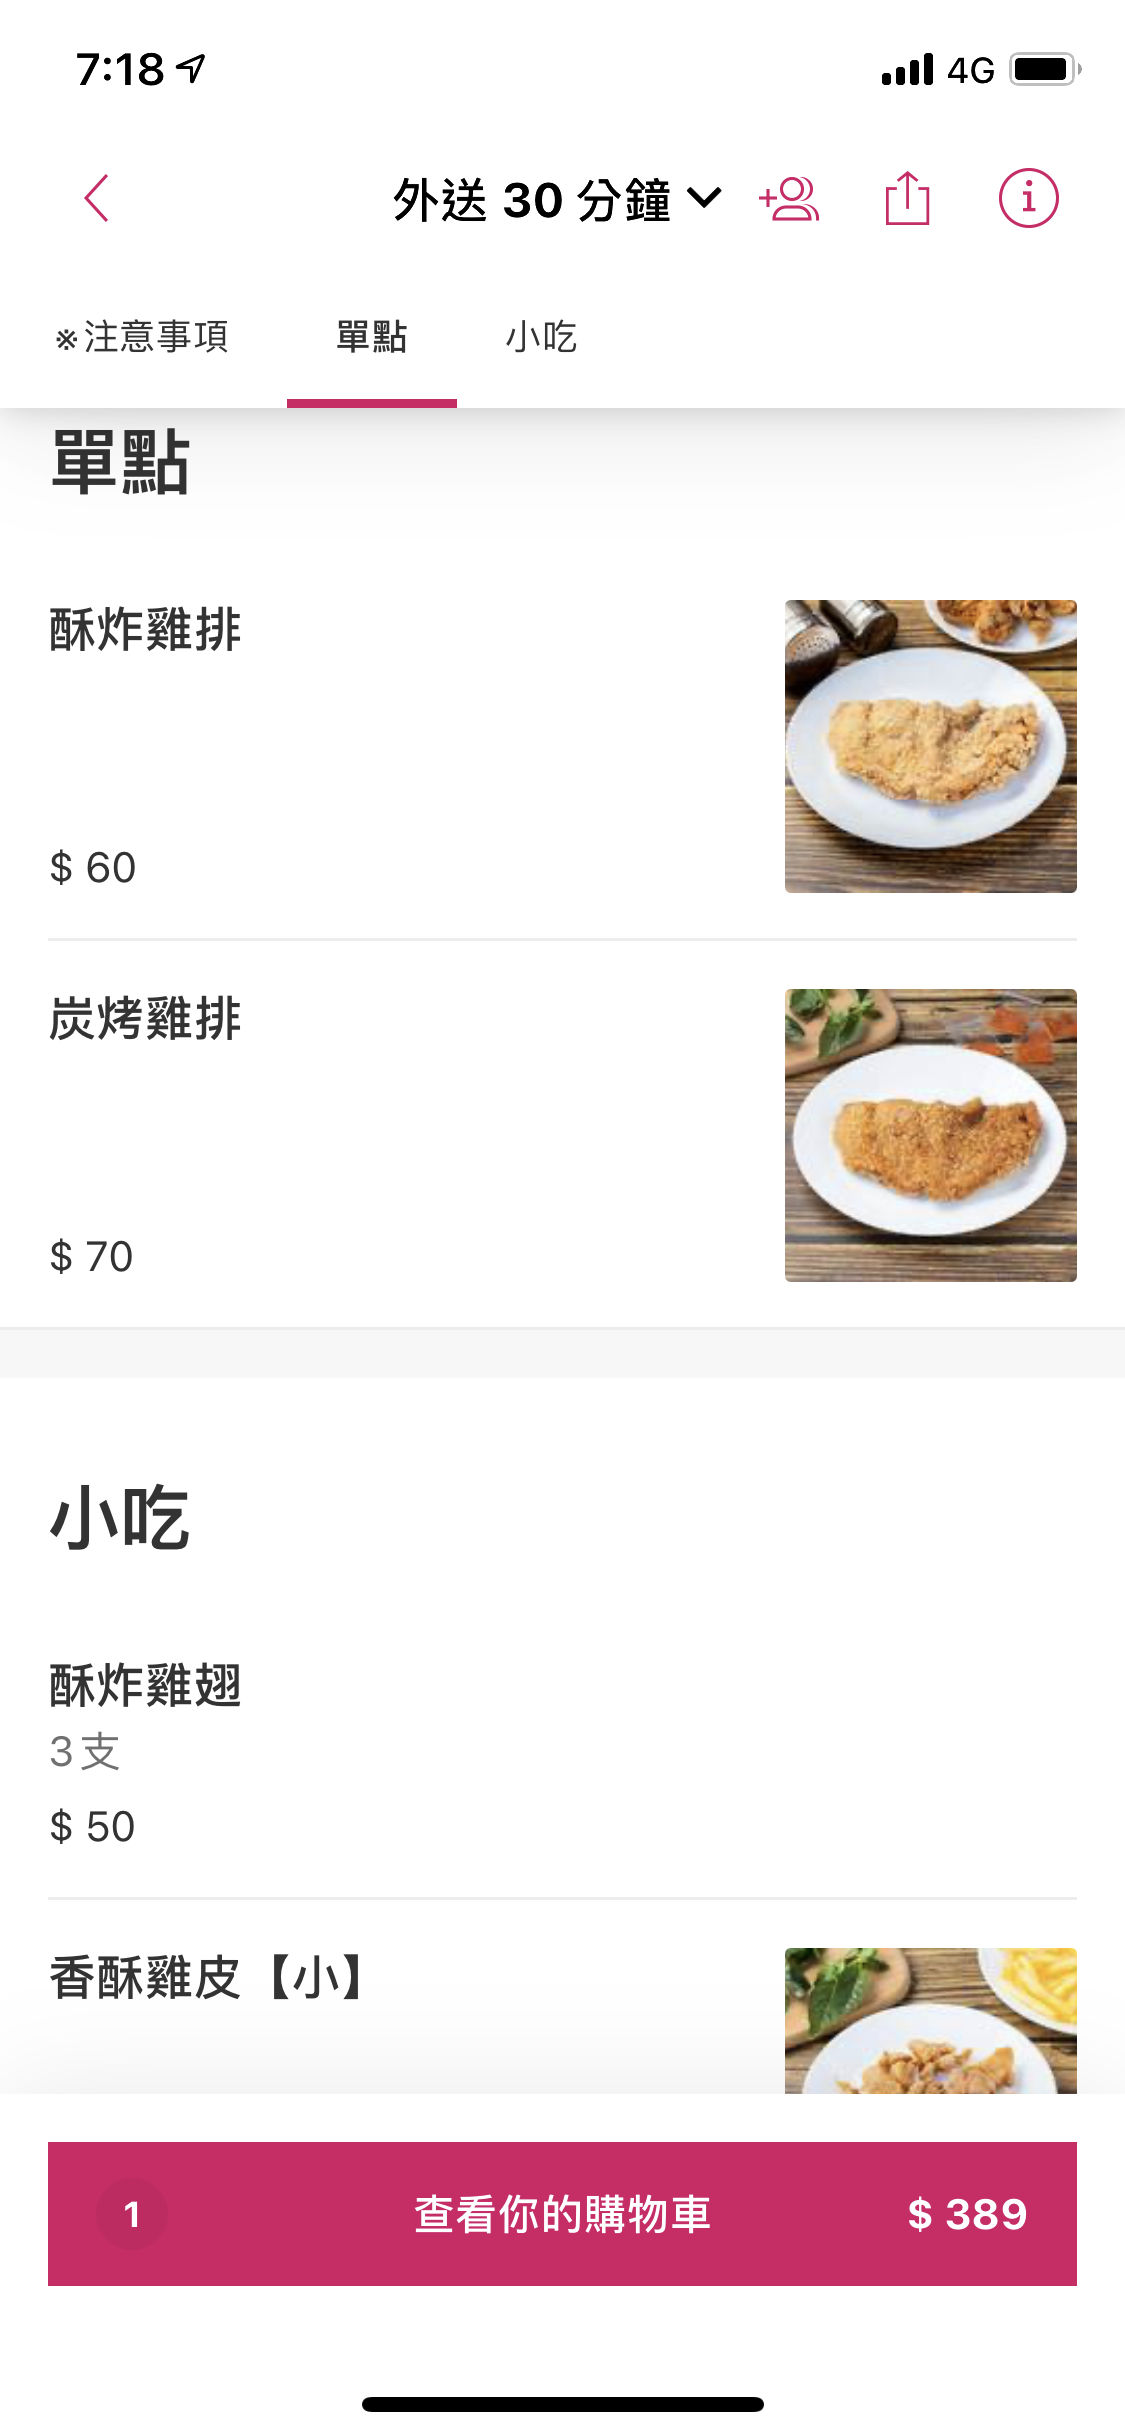 7:18
4G
外送 30 分鐘
※注意事項
單點
小吃
單點
酥炸雞排
$ 60
炭烤雞排
$ 70
小吃
酥炸雞翅
3支
$ 50
香酥雞皮【小】
1
查看你的購物車
$ 389